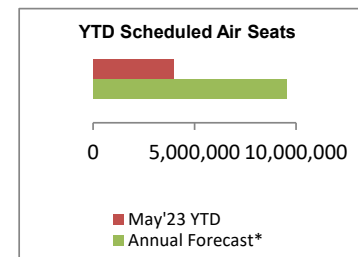 YTD Scheduled Air Seats
0 5,000,000 10,000,000
May'23 YTD
Annual Forecast*